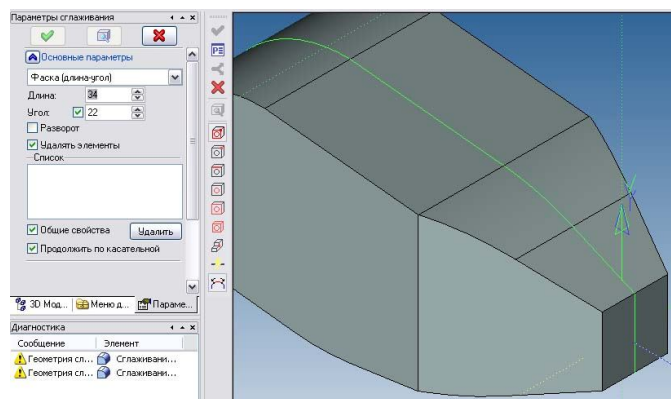 Параметры сглаживания
Основные параметры
Фаска (длина-угол)
Длина: 34
Угол: 22
Разворот
Удалять элементы
Список
Общие свойства Удалить
Продолжить по касательной
3D Мод... Меню д... Параме...
Диагностика
Сообщение Элемент
Геометрия сл... Сглаживани...
Геометрия сл... Сглаживани...